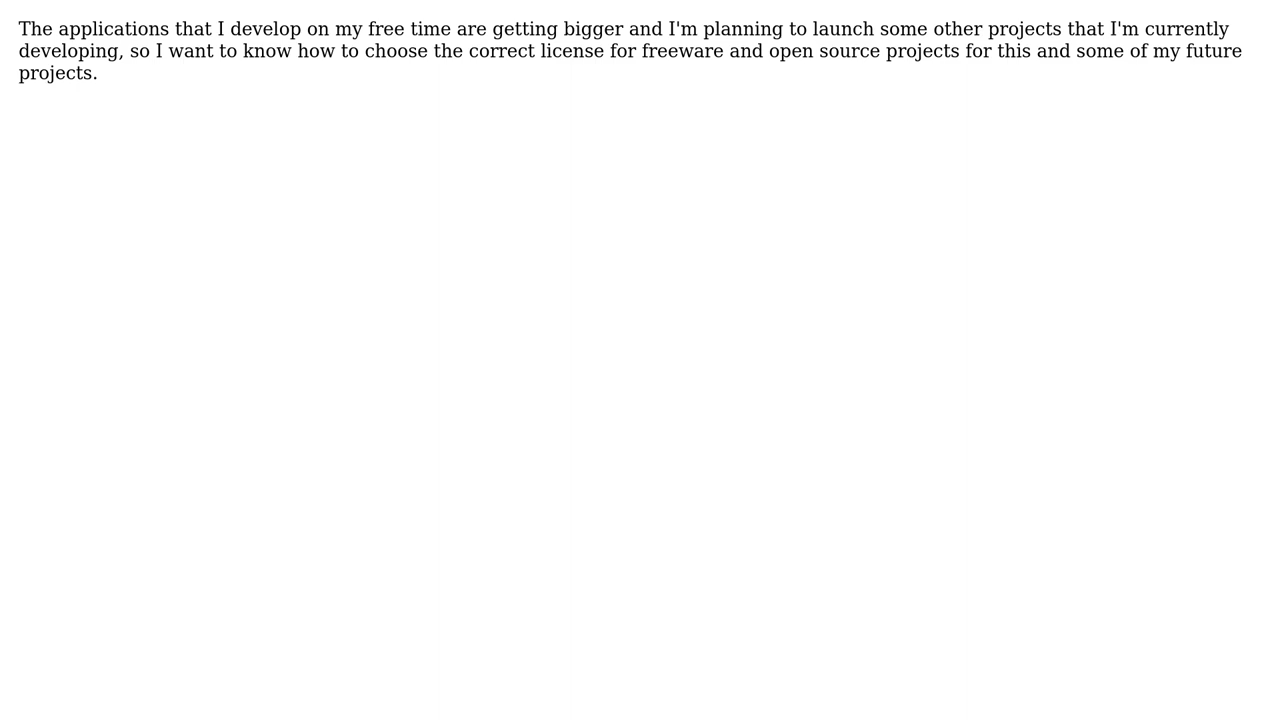 The applications that I develop on my free time are getting bigger and I'm planning to launch some other projects that I'm currently
developing, so I want to know how to choose the correct license for freeware and open source projects for this and some of my future
projects.